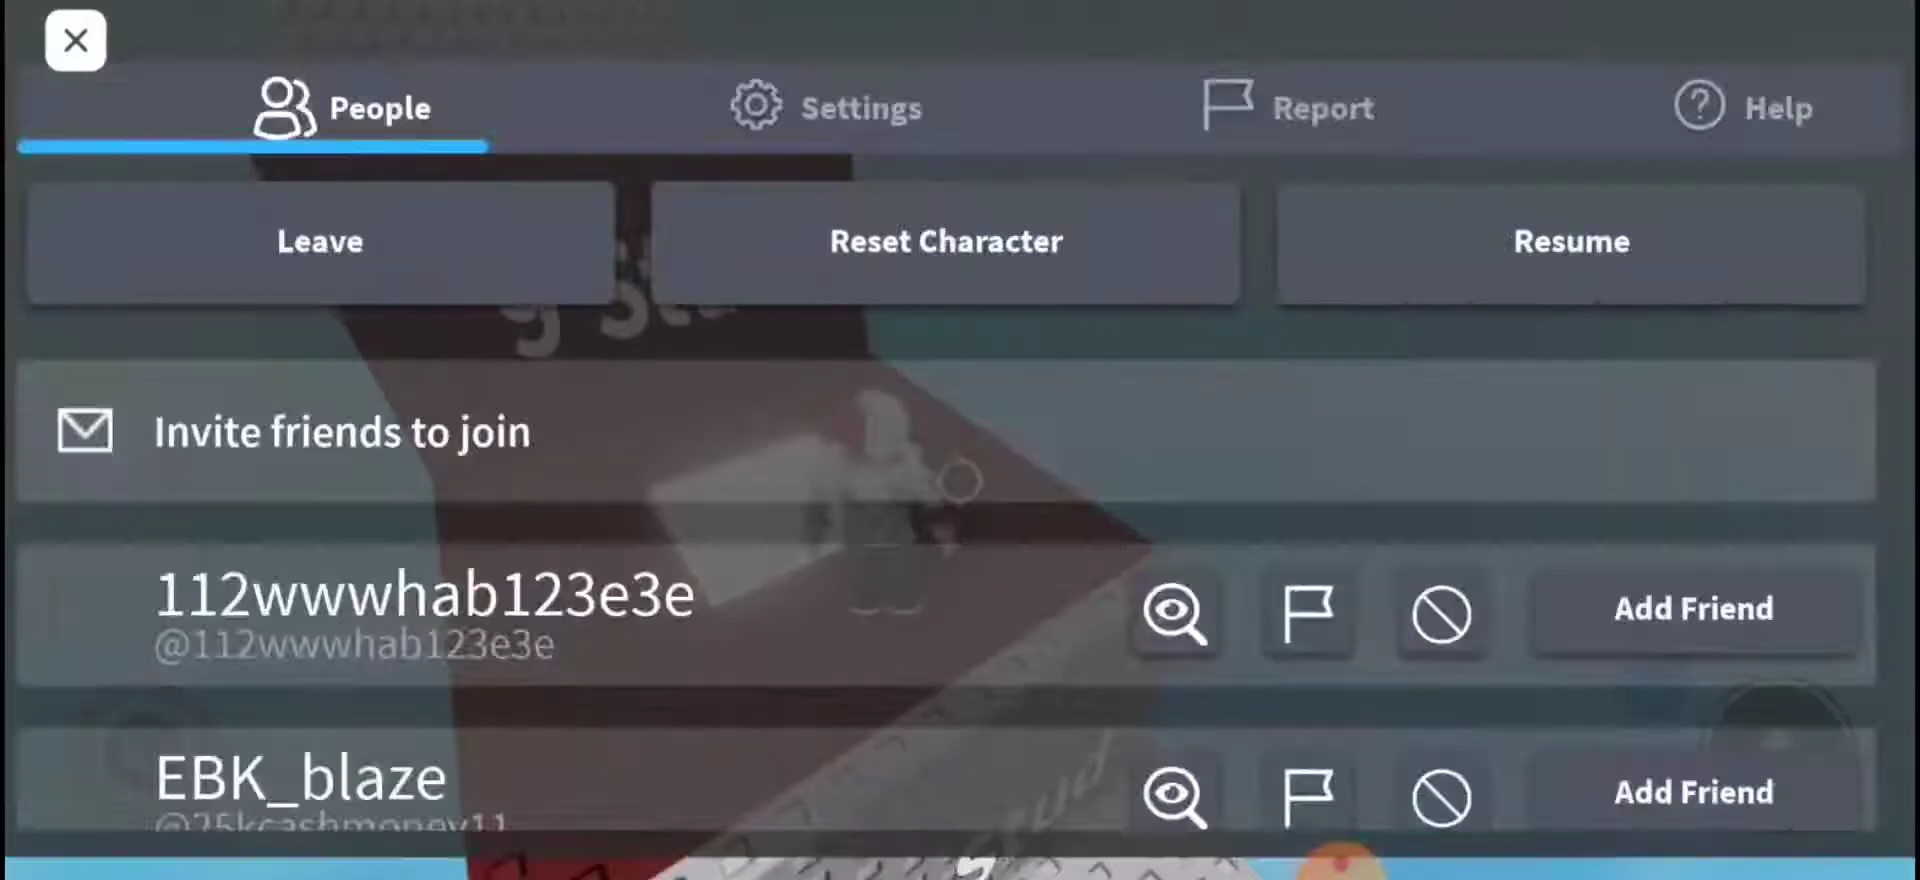 People
Settings
Report
Help
Leave
Reset Character
Resume
Invite friends to join
112wwwhab123e3e
@112wwwhab123e3e
Add Friend
EBK_blaze
@25kcashmoney11
Add Friend